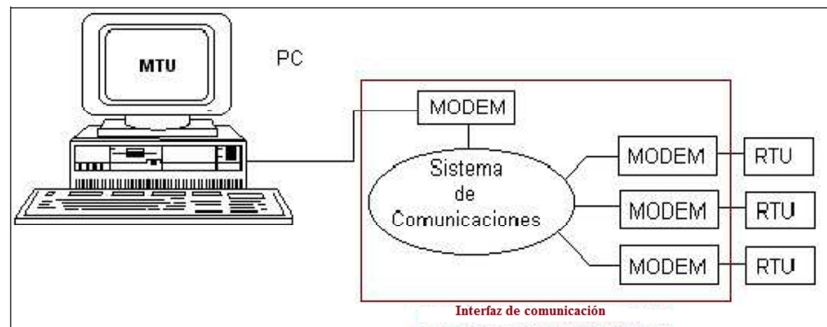 MTU
PC
MODEM
Sistema
de
Comunicaciones
MODEM
RTU
MODEM
RTU
MODEM
RTU
Interfaz de comunicación